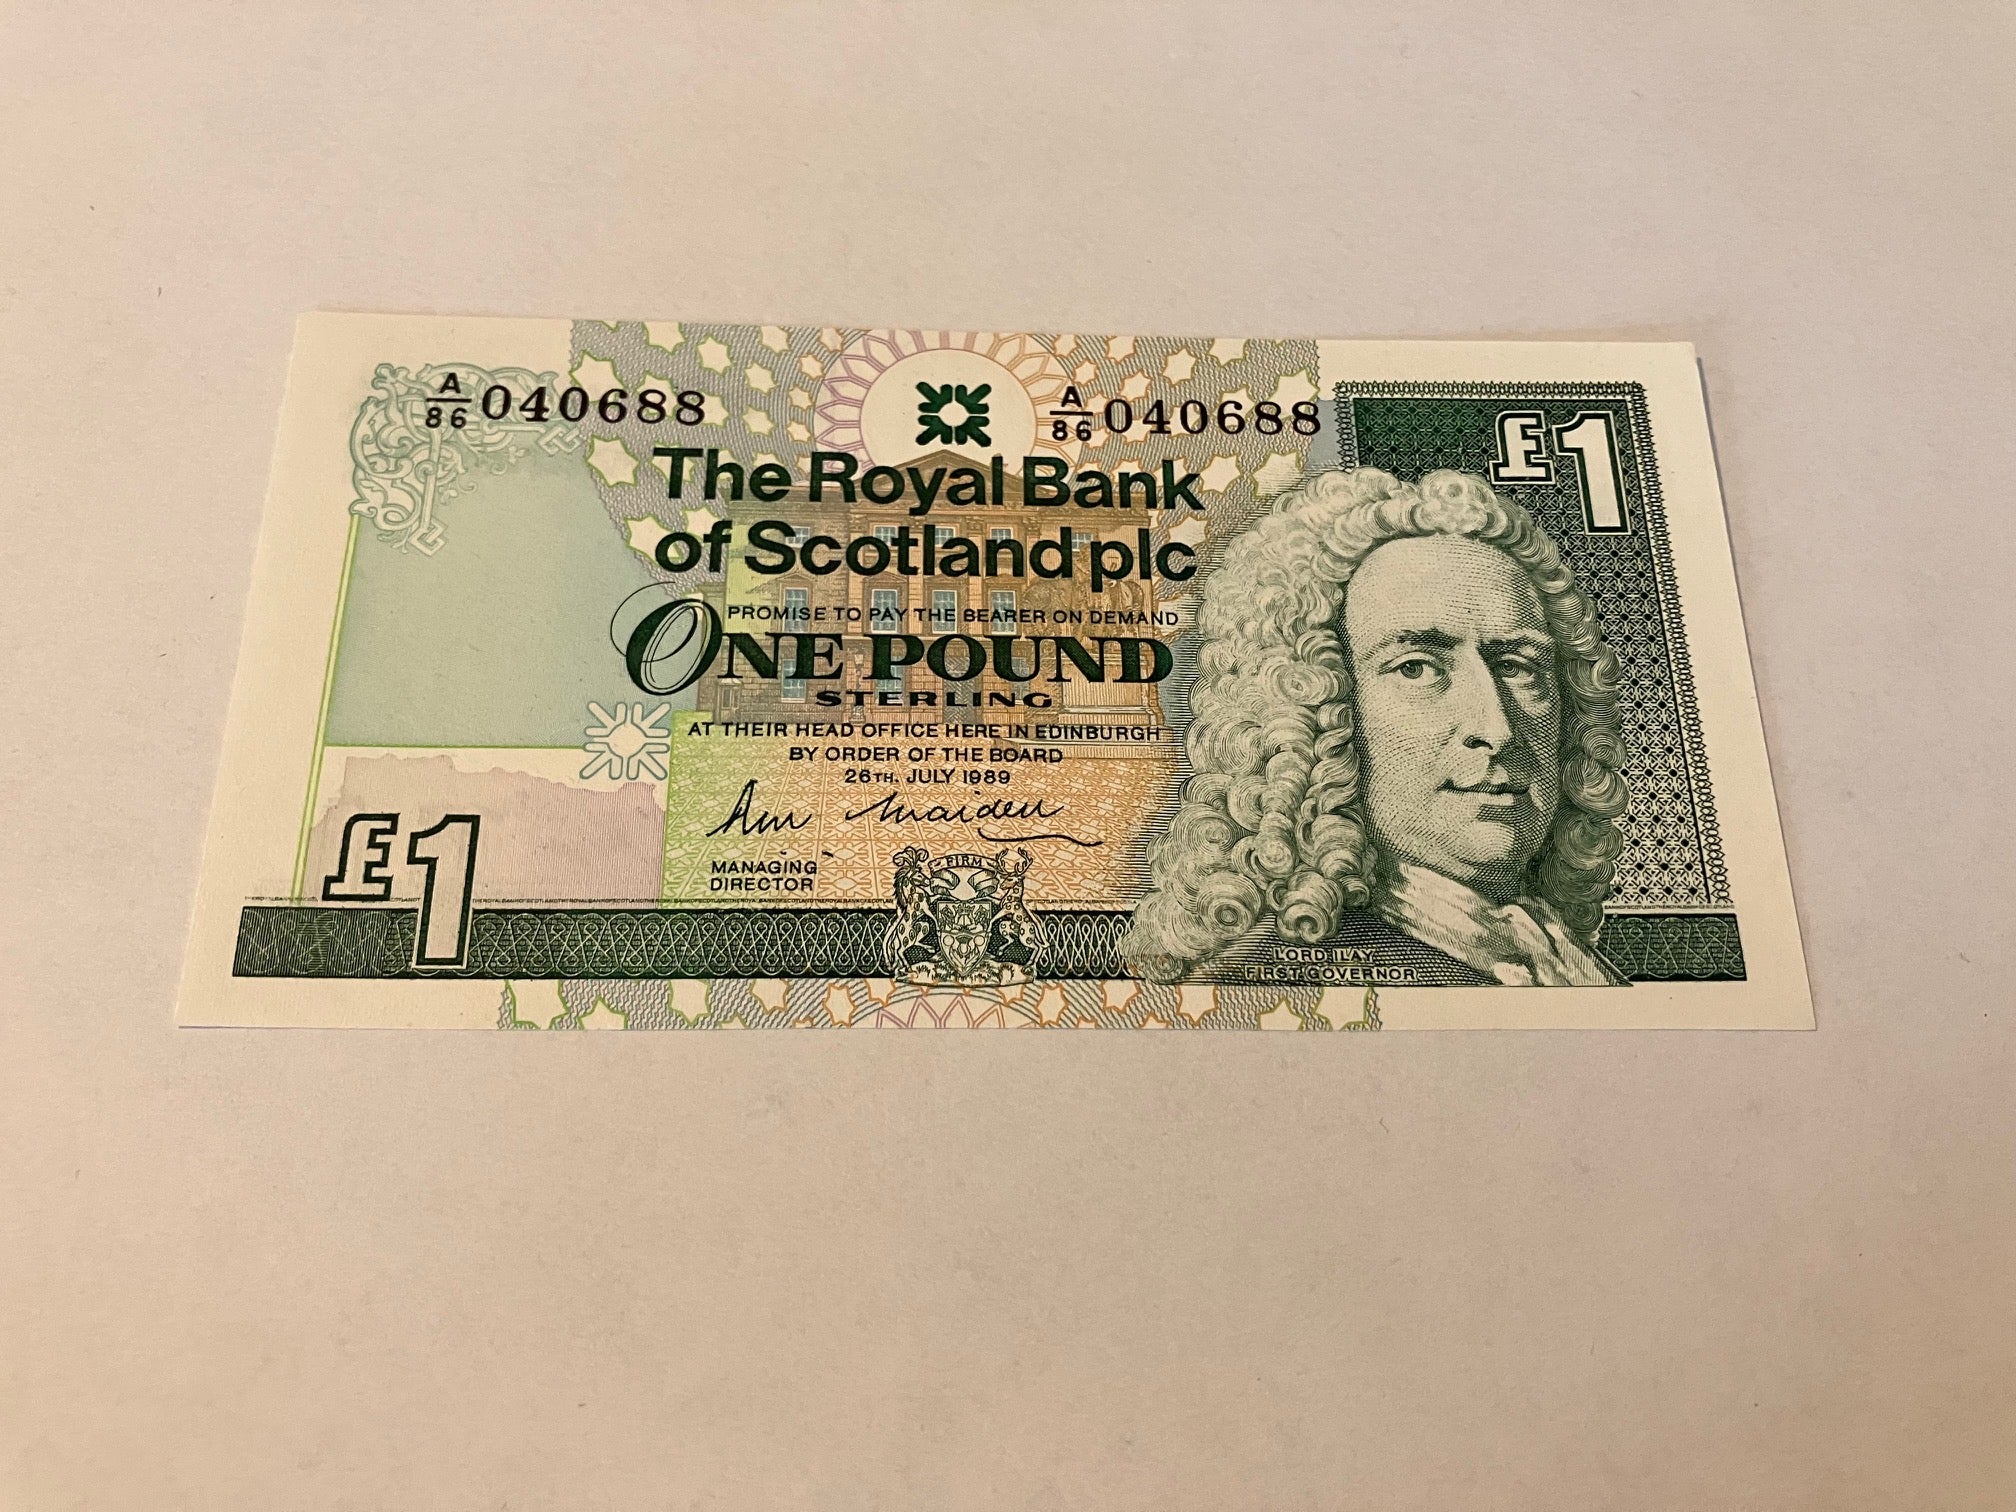 A/86 040688
A/86 040688
£1
The Royal Bank
of Scotland plc
PROMISE TO PAY THE BEARER ON DEMAND
ONE POUND
STERLING
AT THEIR HEAD OFFICE HERE IN EDINBURGH
BY ORDER OF THE BOARD
26TH. JULY 1989
MANAGING
DIRECTOR
FIRM
£1
LORD ILAY
FIRST GOVERNOR